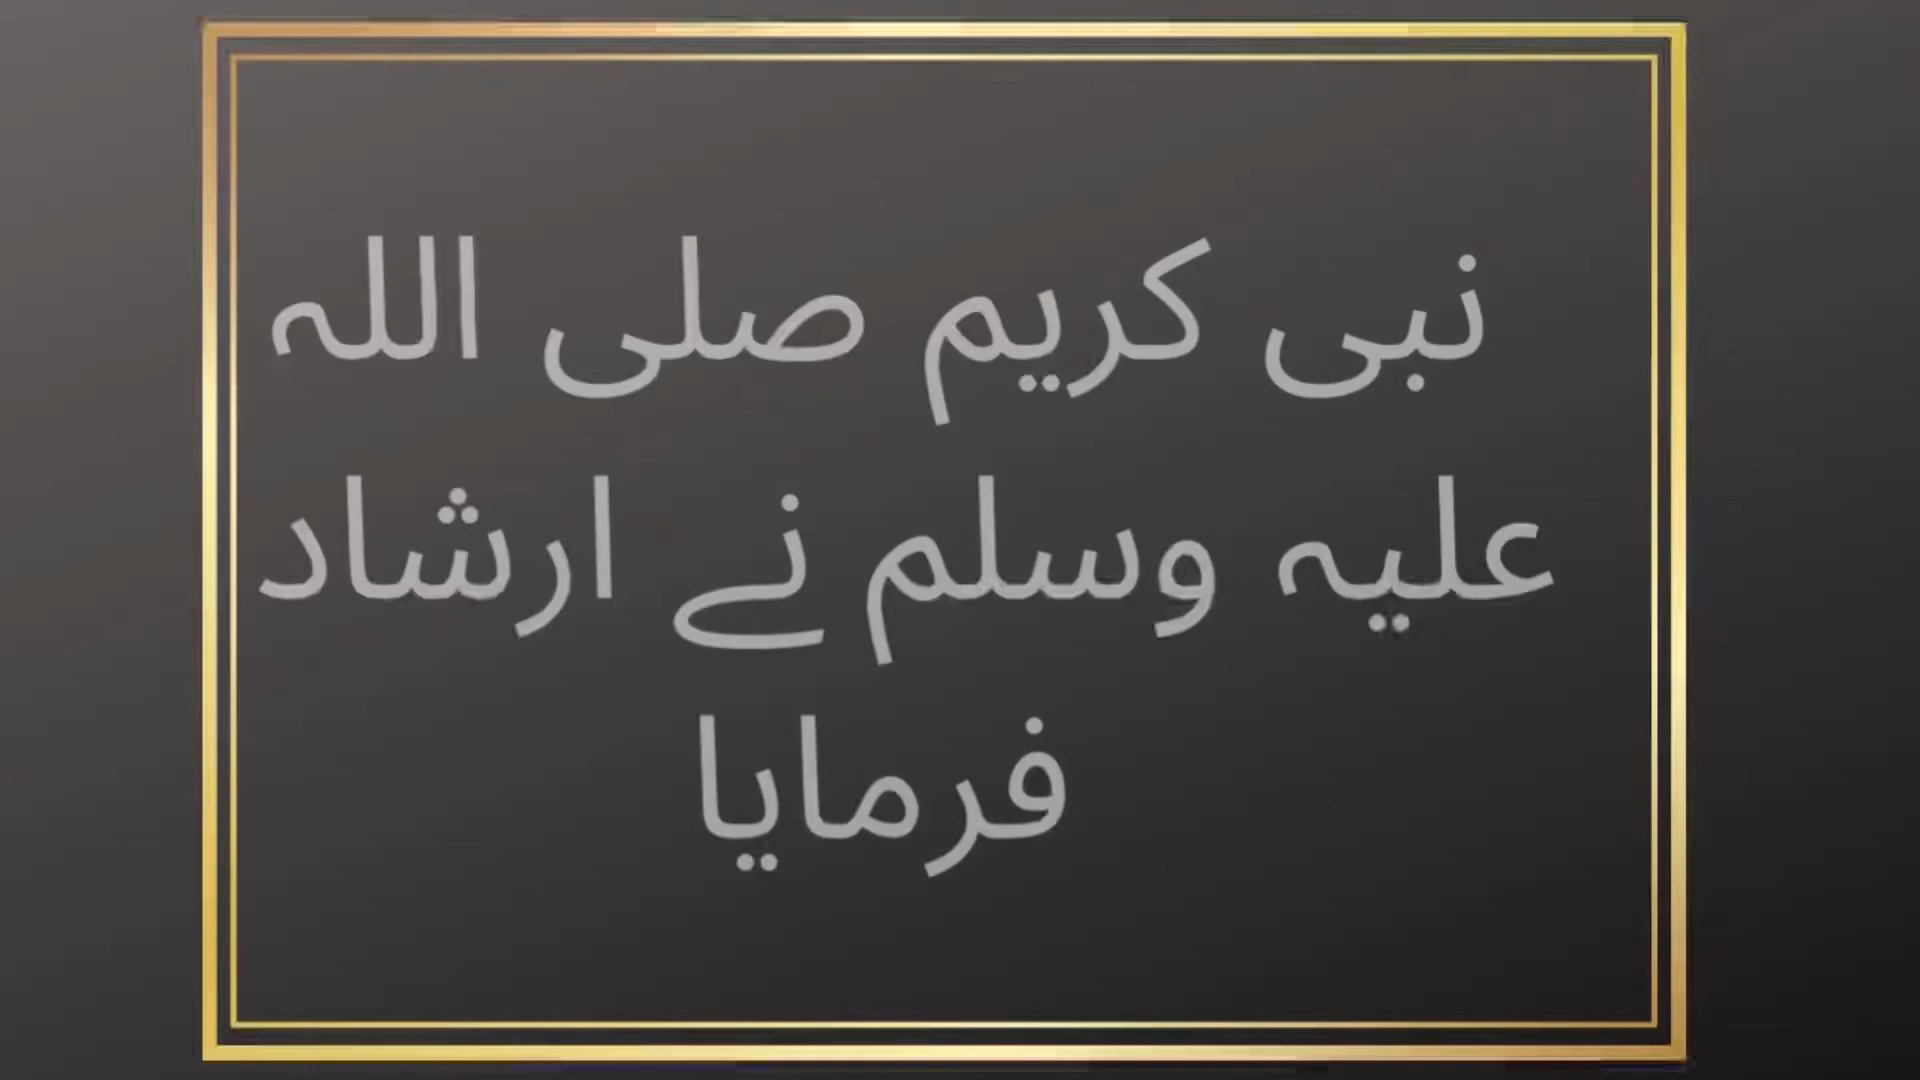 نبی کریم صلی اللہ
علیہ وسلم نے ارشاد
فرمایا